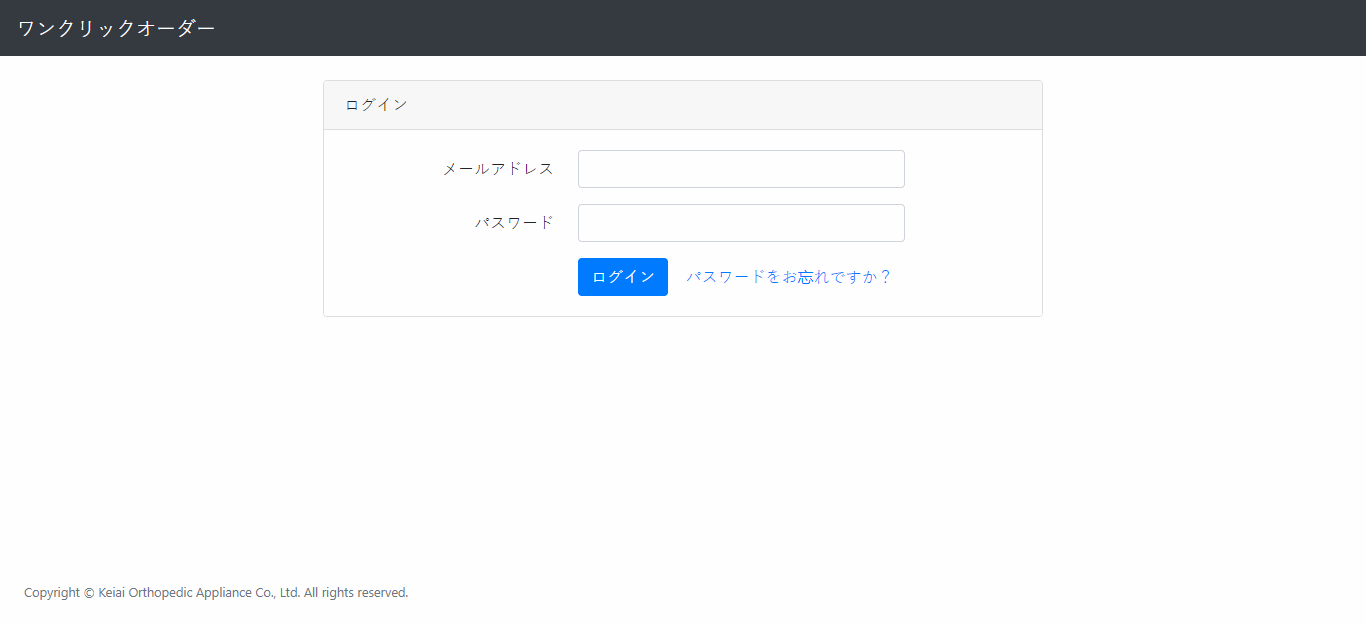 ワンクリックオーダー
ログイン
メールアドレス
パスワード
ログイン パスワードをお忘れですか？
Copyright © Keiai Orthopedic Appliance Co., Ltd. All rights reserved.